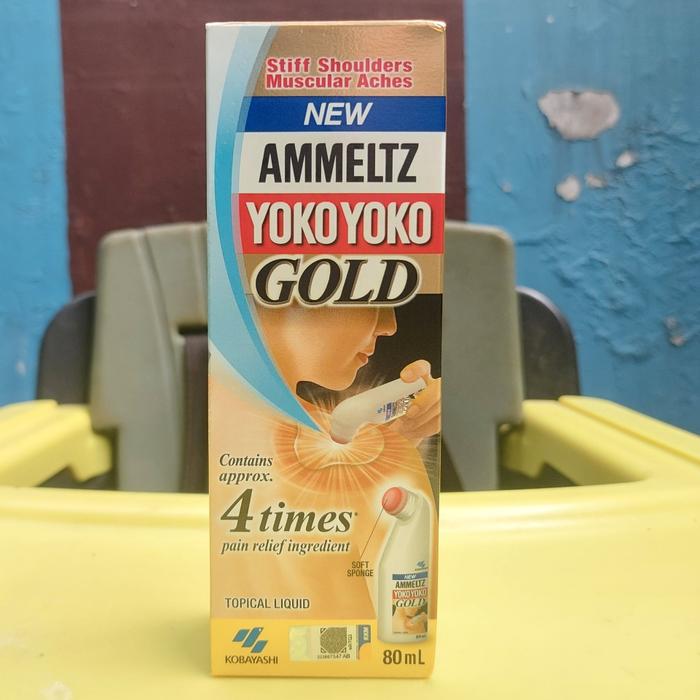 Stiff Shoulders
Muscular Aches
NEW
AMMELTZ
YOKOYOKO
GOLD
Contains
approx.
4 times*
pain relief ingredient
SOFT
SPONGE
NEW
AMMELTZ
YOKOYOKO
GOLD
TOPICAL LIQUID
KOBAYASHI
80mL